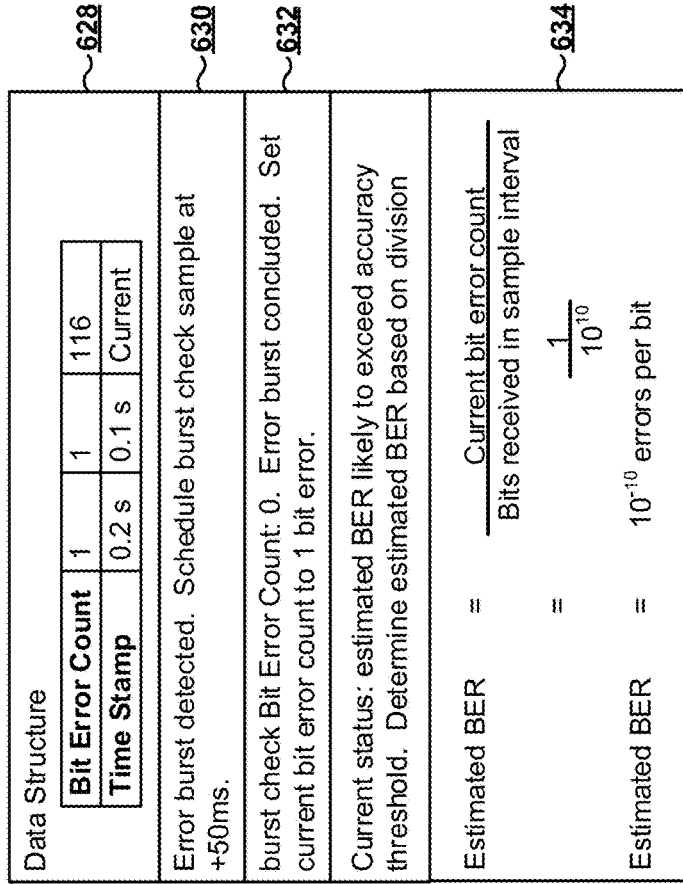 Data Structure
Bit Error Count 1 1 116
Time Stamp 0.2 s 0.1 s Current
628
Error burst detected. Schedule burst check sample at
+50ms.
630
burst check Bit Error Count: 0. Error burst concluded. Set
current bit error count to 1 bit error.
632
Current status: estimated BER likely to exceed accuracy
threshold. Determine estimated BER based on division
Estimated BER = Current bit error count
Bits received in sample interval
= 1
10¹⁰
Estimated BER = 10⁻¹⁰ errors per bit
634